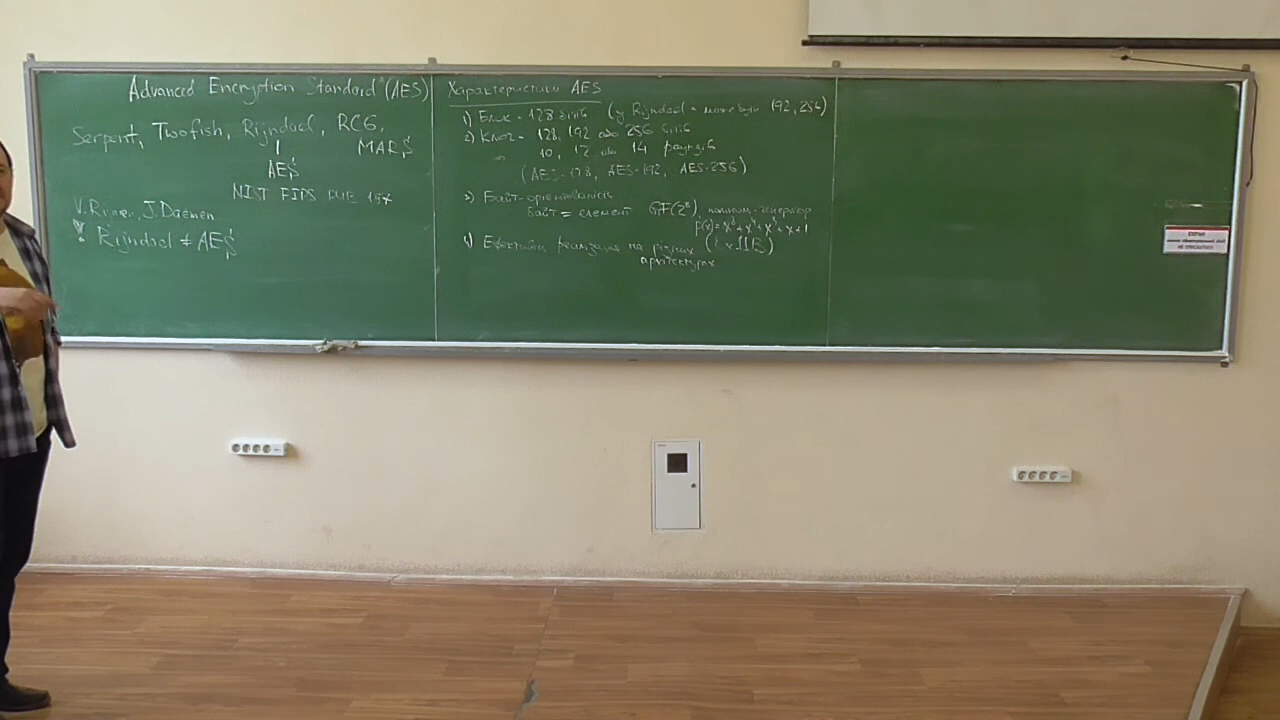 Advanced Encryption Standard (AES)
Serpent, Twofish, Rijndael, RC6,
MARS
AES
NIST FIPS PUB 197
V. Rijmen, J. Daemen
! Rijndael ≠ AES
Характеристики AES
1) Блок - 128 бітів (у Rijndael - може бути 192, 256)
2) Ключ - 128, 192 або 256 бітів
10, 12 або 14 раундів
(AES-128, AES-192, AES-256)
3) Байт-орієнтованість
байт = елемент GF(2⁸), поліном-генератор
p(x) = x⁸ + x⁴ + x³ + x + 1
(0x11B)
4) Ефективна реалізація на різних
архітектурах